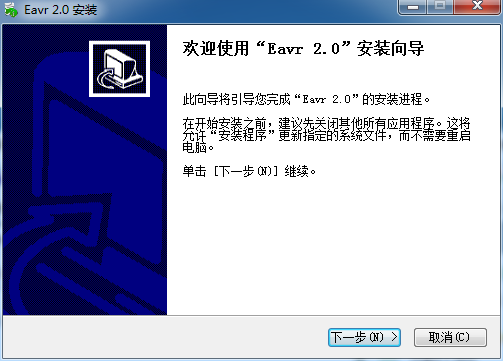 Eavr 2.0 安装
欢迎使用“Eavr 2.0”安装向导
此向导将引导您完成“Eavr 2.0”的安装进程。
在开始安装之前，建议先关闭其他所有应用程序。这将
允许“安装程序”更新指定的系统文件，而不需要重启
电脑。
单击 [下一步(N)] 继续。
下一步(N) >
取消(C)